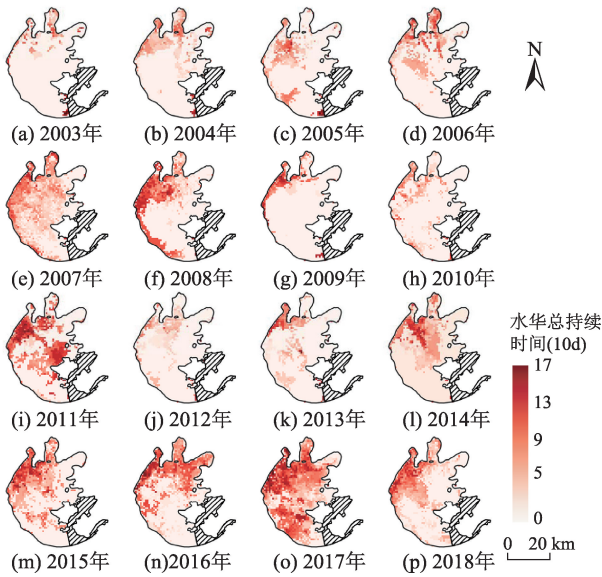 N
(a) 2003年 (b) 2004年 (c) 2005年 (d) 2006年
(e) 2007年 (f) 2008年 (g) 2009年 (h) 2010年
水华总持续
时间(10d)
17
13
9
5
0
(i) 2011年 (j) 2012年 (k) 2013年 (l) 2014年
(m) 2015年 (n)2016年 (o) 2017年 (p) 2018年
0 20 km